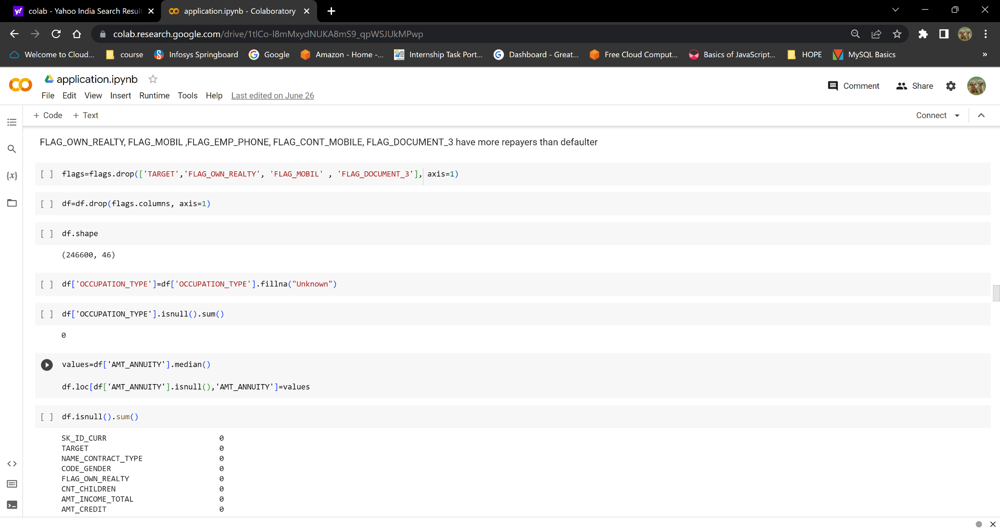 colab - Yahoo India Search Result
application.ipynb - Colaboratory
colab.research.google.com/drive/1tlCo-I8mMxydNUKA8mS9_qpWSJUkMPwp
Welcome to Cloud... course Infosys Springboard Google Amazon - Home -... Internship Task Port... Dashboard - Great... Free Cloud Comput... Basics of JavaScript... HOPE MySQL Basics »
application.ipynb
Comment Share
File Edit View Insert Runtime Tools Help Last edited on June 26
+ Code + Text Connect
FLAG_OWN_REALTY, FLAG_MOBIL ,FLAG_EMP_PHONE, FLAG_CONT_MOBILE, FLAG_DOCUMENT_3 have more repayers than defaulter
[ ] flags=flags.drop(['TARGET','FLAG_OWN_REALTY', 'FLAG_MOBIL' , 'FLAG_DOCUMENT_3'], axis=1)
{x}
[ ] df=df.drop(flags.columns, axis=1)
[ ] df.shape
(246600, 46)
[ ] df['OCCUPATION_TYPE']=df['OCCUPATION_TYPE'].fillna("Unknown")
[ ] df['OCCUPATION_TYPE'].isnull().sum()
0
values=df['AMT_ANNUITY'].median()
df.loc[df['AMT_ANNUITY'].isnull(),'AMT_ANNUITY']=values
[ ] df.isnull().sum()
SK_ID_CURR 0
TARGET 0
NAME_CONTRACT_TYPE 0
CODE_GENDER 0
FLAG_OWN_REALTY 0
CNT_CHILDREN 0
AMT_INCOME_TOTAL 0
AMT_CREDIT 0